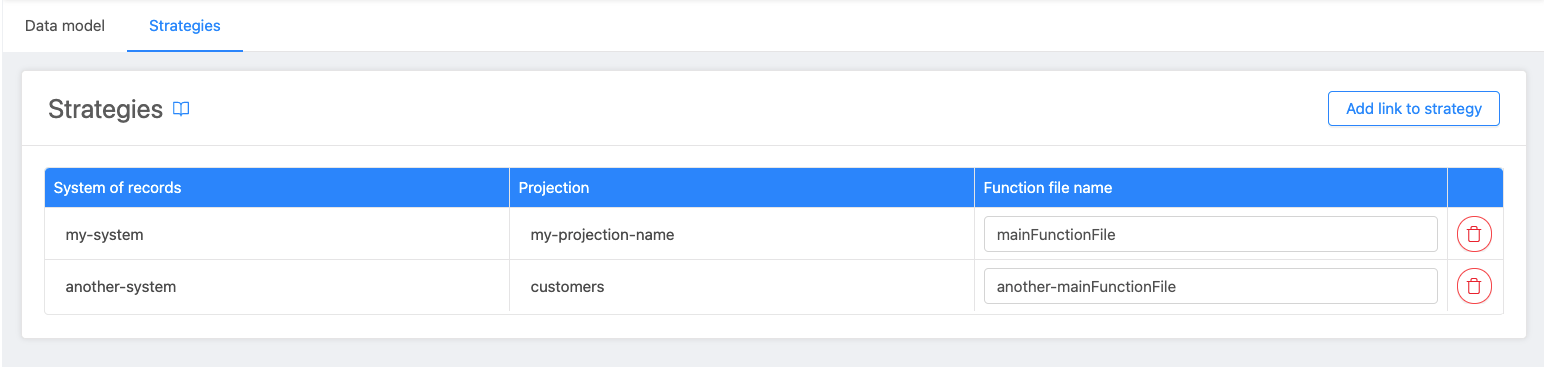 Data model Strategies
Strategies
Add link to strategy
System of records Projection Function file name
my-system my-projection-name mainFunctionFile
another-system customers another-mainFunctionFile